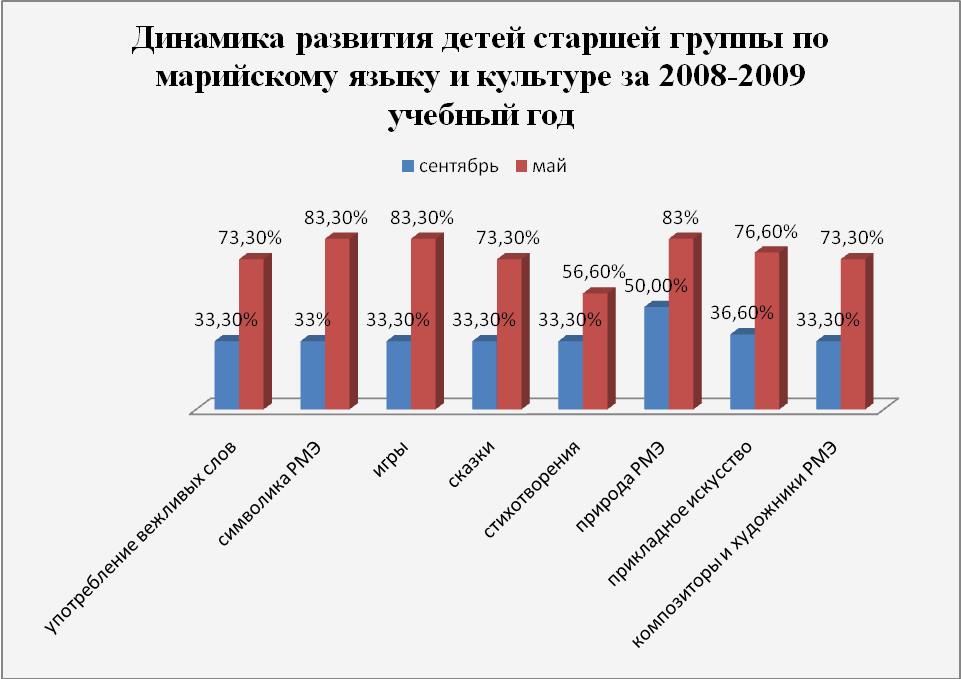 Динамика развития детей старшей группы по
марийскому языку и культуре за 2008-2009
учебный год
сентябрь май
73,30%
83,30%
83,30%
73,30%
56,60%
83%
76,60%
73,30%
33,30%
33%
33,30%
33,30%
33,30%
50,00%
36,60%
33,30%
употребление вежливых слов
символика РМЭ
игры
сказки
стихотворения
природа РМЭ
прикладное искусство
композиторы и художники РМЭ